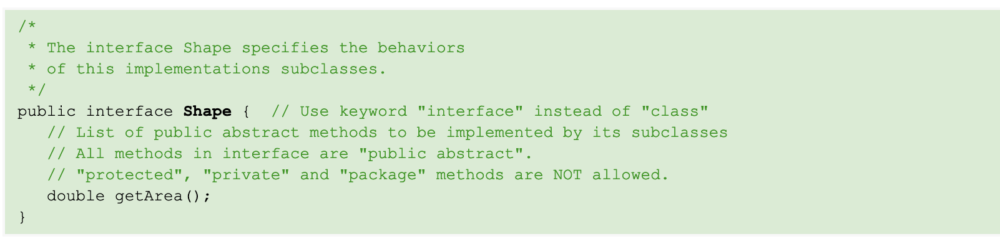 /*
 * The interface Shape specifies the behaviors
 * of this implementations subclasses.
 */
public interface Shape {  // Use keyword "interface" instead of "class"
   // List of public abstract methods to be implemented by its subclasses
   // All methods in interface are "public abstract".
   // "protected", "private" and "package" methods are NOT allowed.
   double getArea();
}